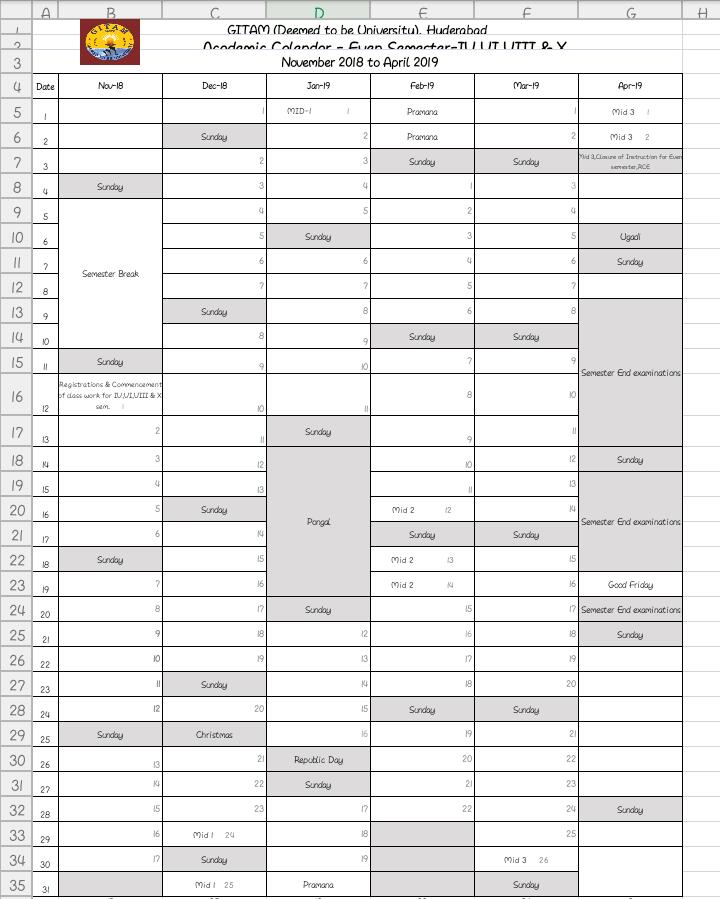 A B C D E F G H
1 GITAM (Deemed to be University), Hyderabad
2 Academic Calendar - Even Semester-IV,VI,VIII & X
3 November 2018 to April 2019
4 Date Nov-18 Dec-18 Jan-19 Feb-19 Mar-19 Apr-19
5 1 1 MID-1 1 Pramana 1 Mid 3 1
6 2 Sunday 2 Pramana 2 Mid 3 2
7 3 2 3 Sunday Sunday Mid 3,Closure of Instruction for Even
semester,RCE
8 4 Sunday 3 4 1 3
9 5 4 5 2 4
10 6 5 Sunday 3 5 Ugadi
11 7 Semester Break 6 6 4 6 Sunday
12 8 7 7 5 7
13 9 Sunday 8 6 8
14 10 8 9 Sunday Sunday
15 11 Sunday 9 10 7 9 Semester End examinations
16 12 Registrations & Commencement
of class work for IV,VI,VIII & X
sem. 1 10 11 8 10
17 13 2 11 Sunday 9 11
18 14 3 12 10 12 Sunday
19 15 4 13 11 13
20 16 5 Sunday Pongal Mid 2 12 14 Semester End examinations
21 17 6 14 Sunday Sunday
22 18 Sunday 15 Mid 2 13 15
23 19 7 16 Mid 2 14 16 Good Friday
24 20 8 17 Sunday 15 17 Semester End examinations
25 21 9 18 12 16 18 Sunday
26 22 10 19 13 17 19
27 23 11 Sunday 14 18 20
28 24 12 20 15 Sunday Sunday
29 25 Sunday Christmas 16 19 21
30 26 13 21 Republic Day 20 22
31 27 14 22 Sunday 21 23
32 28 15 23 17 22 24 Sunday
33 29 16 Mid 1 24 18 25
34 30 17 Sunday 19 Mid 3 26
35 31 Mid 1 25 Pramana Sunday